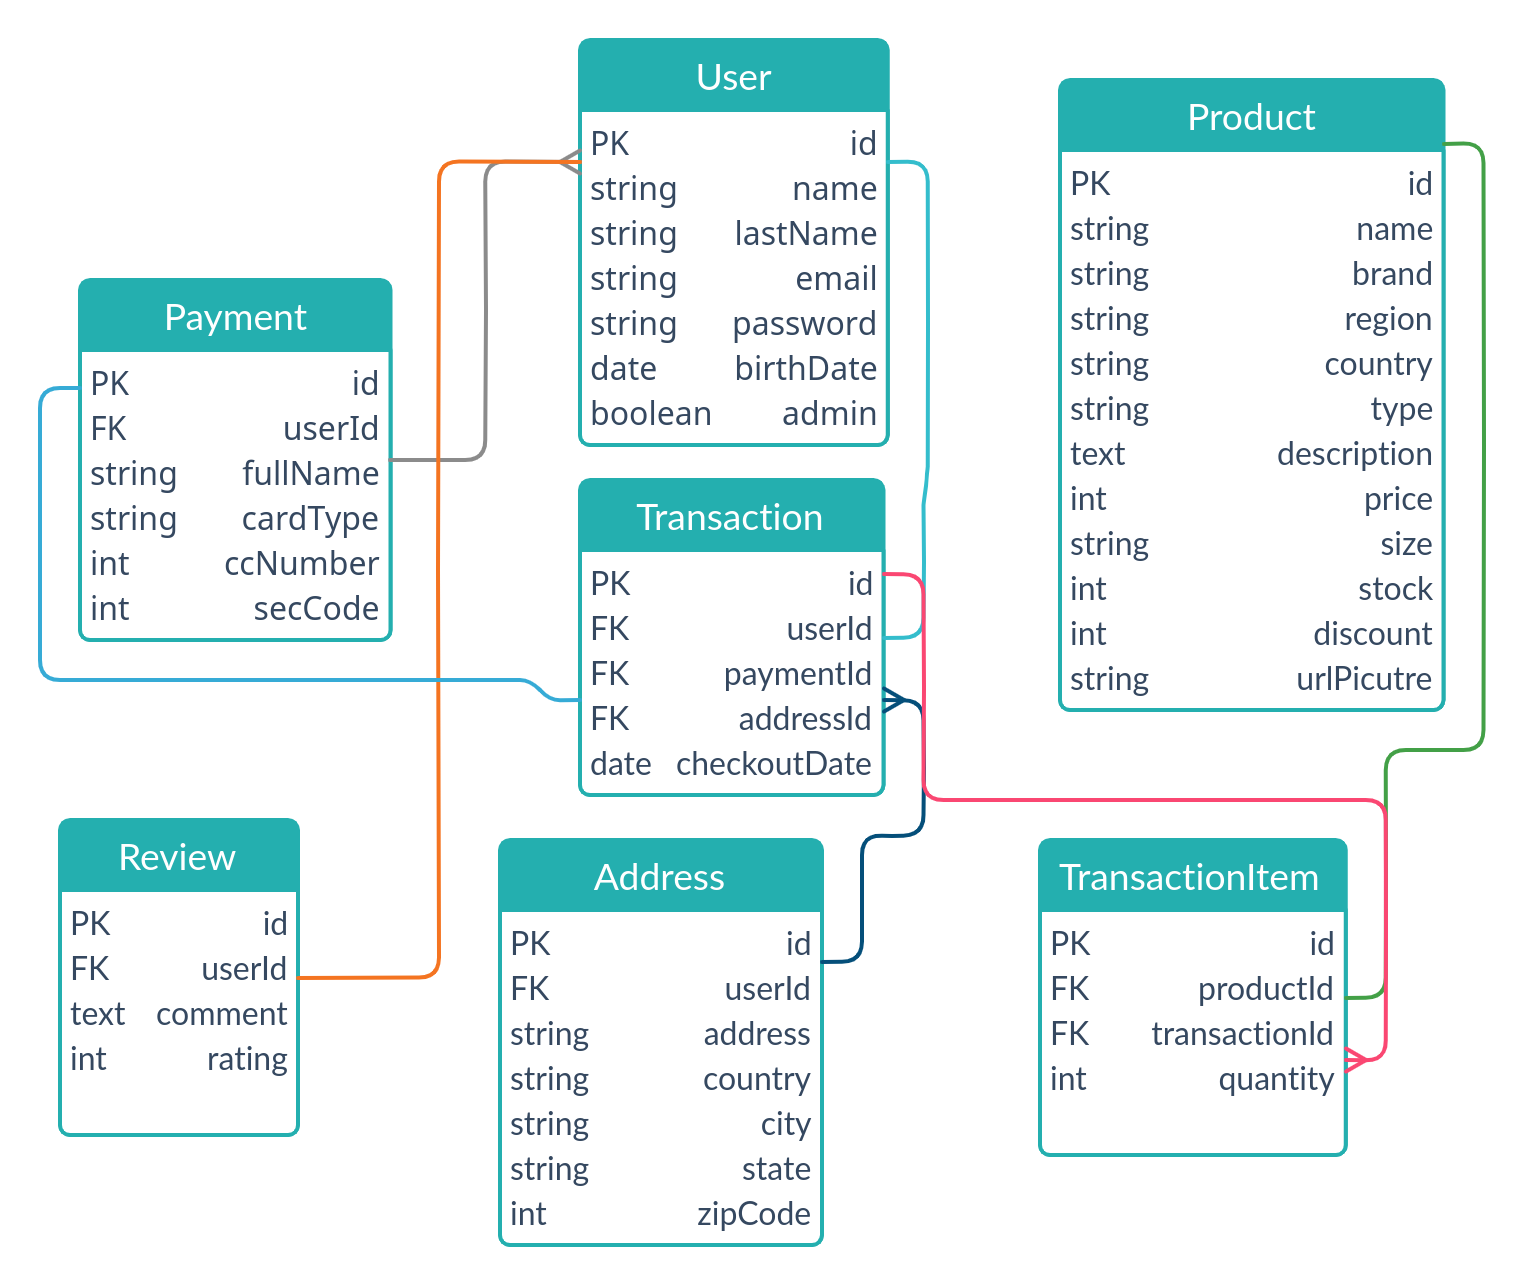 User
PK id
string name
string lastName
string email
string password
date birthDate
boolean admin
Product
PK id
string name
string brand
string region
string country
string type
text description
int price
string size
int stock
int discount
string urlPicutre
Payment
PK id
FK userId
string fullName
string cardType
int ccNumber
int secCode
Transaction
PK id
FK userId
FK paymentId
FK addressId
date checkoutDate
Review
PK id
FK userId
text comment
int rating
Address
PK id
FK userId
string address
string country
string city
string state
int zipCode
TransactionItem
PK id
FK productId
FK transactionId
int quantity